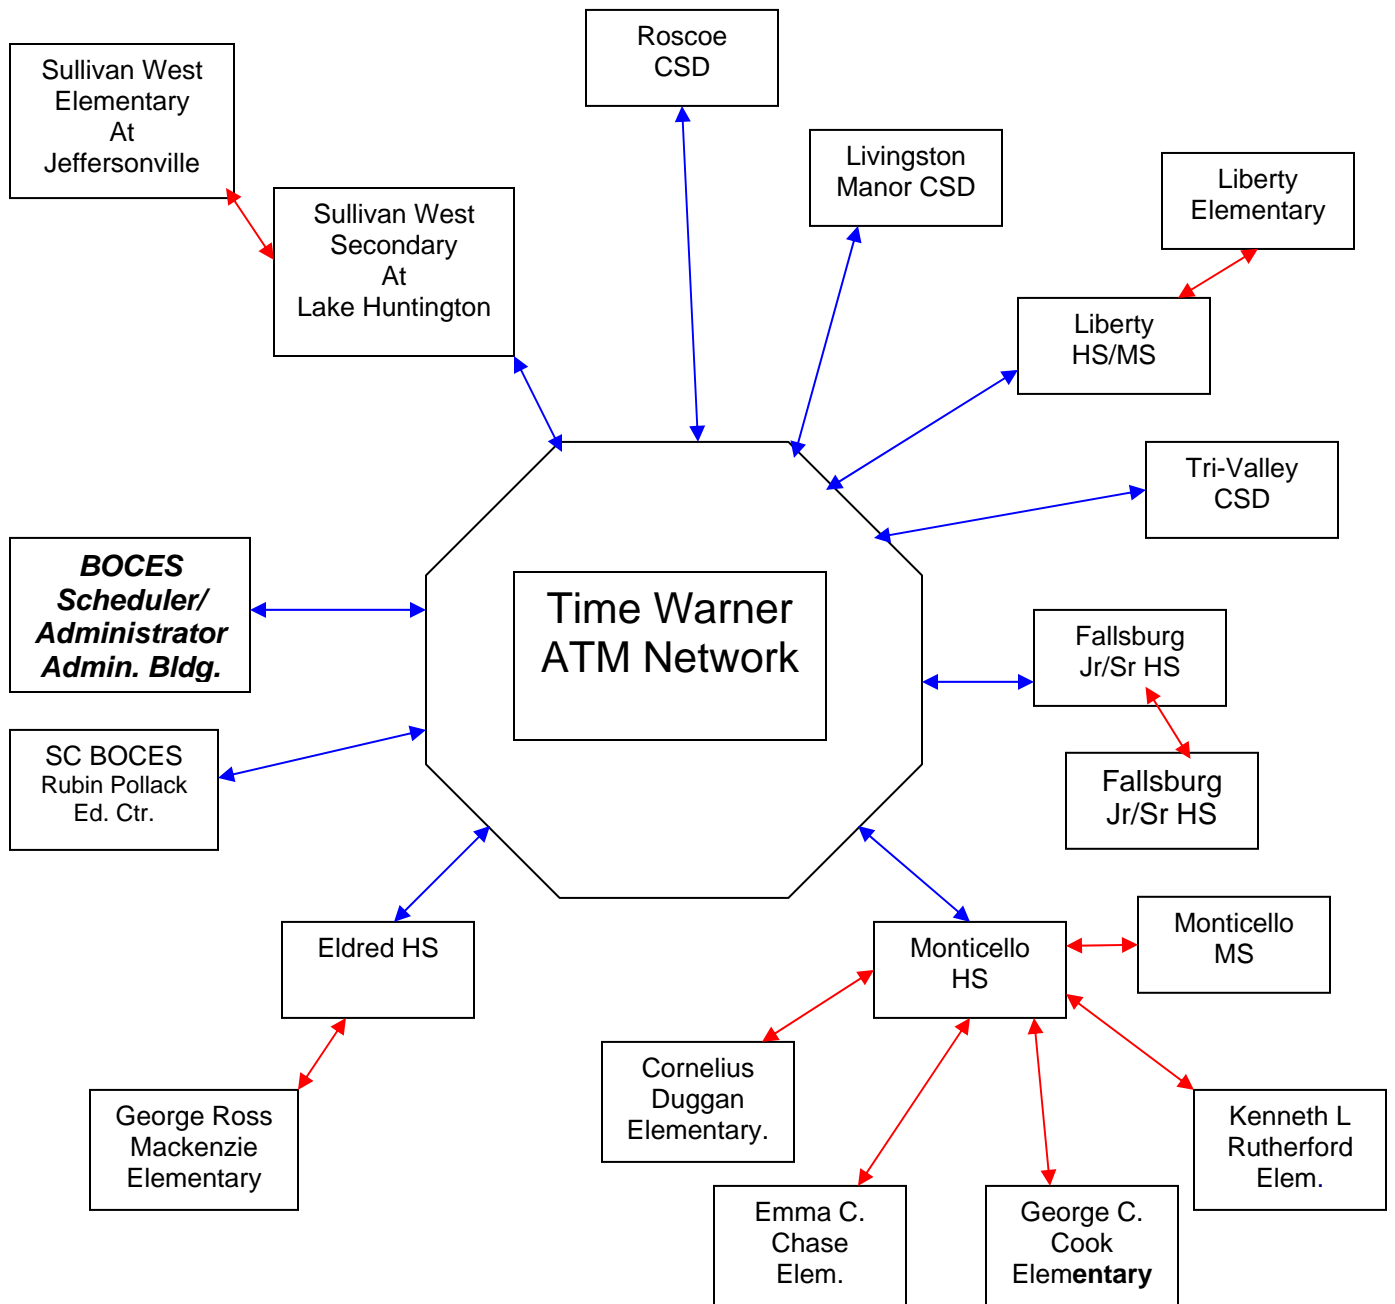 Roscoe
CSD
Sullivan West
Elementary
At
Jeffersonville
Livingston
Manor CSD
Liberty
Elementary
Sullivan West
Secondary
At
Lake Huntington
Liberty
HS/MS
Tri-Valley
CSD
BOCES
Scheduler/
Administrator
Admin. Bldg.
Time Warner
ATM Network
Fallsburg
Jr/Sr HS
SC BOCES
Rubin Pollack
Ed. Ctr.
Fallsburg
Jr/Sr HS
Eldred HS
Monticello
HS
Monticello
MS
Cornelius
Duggan
Elementary.
George Ross
Mackenzie
Elementary
Kenneth L
Rutherford
Elem.
Emma C.
Chase
Elem.
George C.
Cook
Elementary